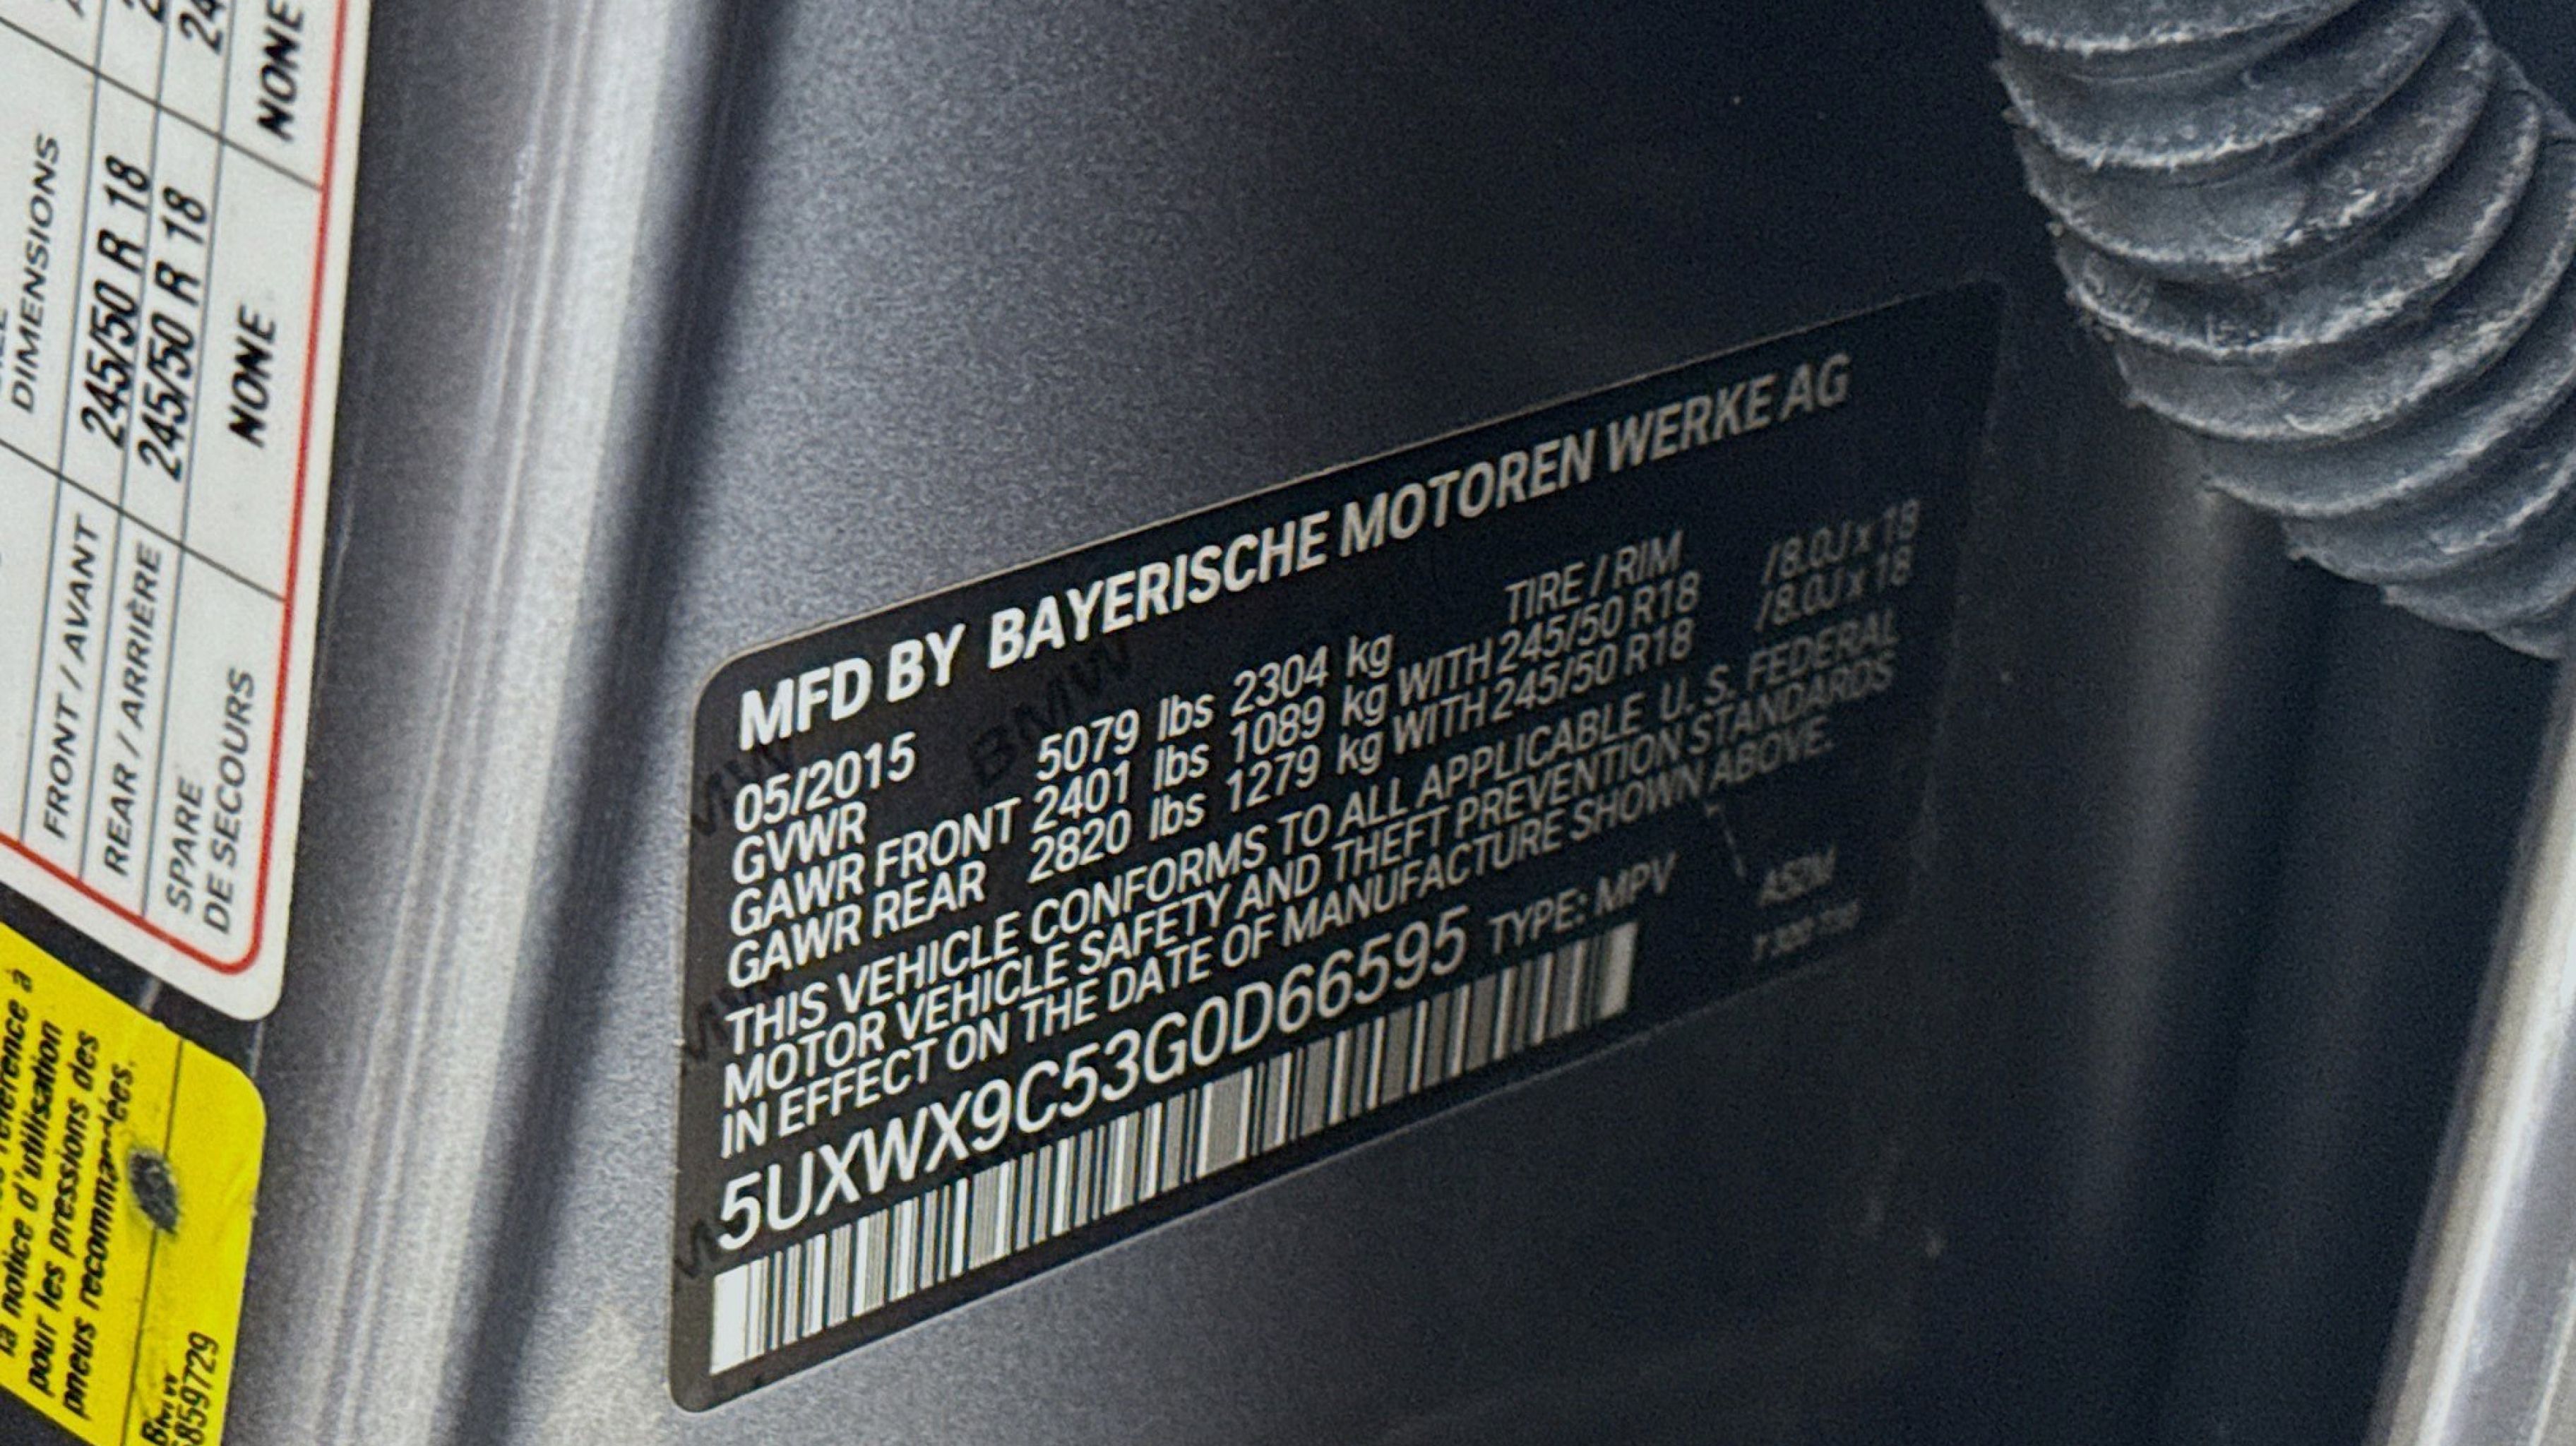 DIMENSIONS
FRONT / AVANT 245/50 R 18
REAR / ARRIÈRE 245/50 R 18
SPARE
DE SECOURS NONE NONE
la notice d'utilisation
pour les pressions des
pneus recommandées.
BMW
859729
MFD BY BAYERISCHE MOTOREN WERKE AG
BMW
05/2015
TIRE / RIM
GVWR 5079 lbs 2304 kg
GAWR FRONT 2401 lbs 1089 kg WITH 245/50 R18 /8.0J x 18
GAWR REAR 2820 lbs 1279 kg WITH 245/50 R18 /8.0J x 18
THIS VEHICLE CONFORMS TO ALL APPLICABLE U. S. FEDERAL
MOTOR VEHICLE SAFETY AND THEFT PREVENTION STANDARDS
IN EFFECT ON THE DATE OF MANUFACTURE SHOWN ABOVE.
5UXWX9C53G0D66595 TYPE: MPV